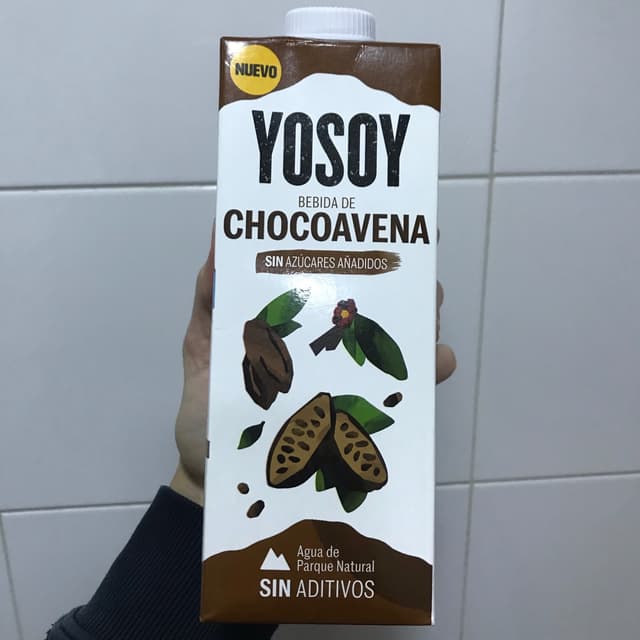 NUEVO
YOSOY
BEBIDA DE
CHOCOAVENA
SIN AZÚCARES AÑADIDOS
Agua de
Parque Natural
SIN ADITIVOS